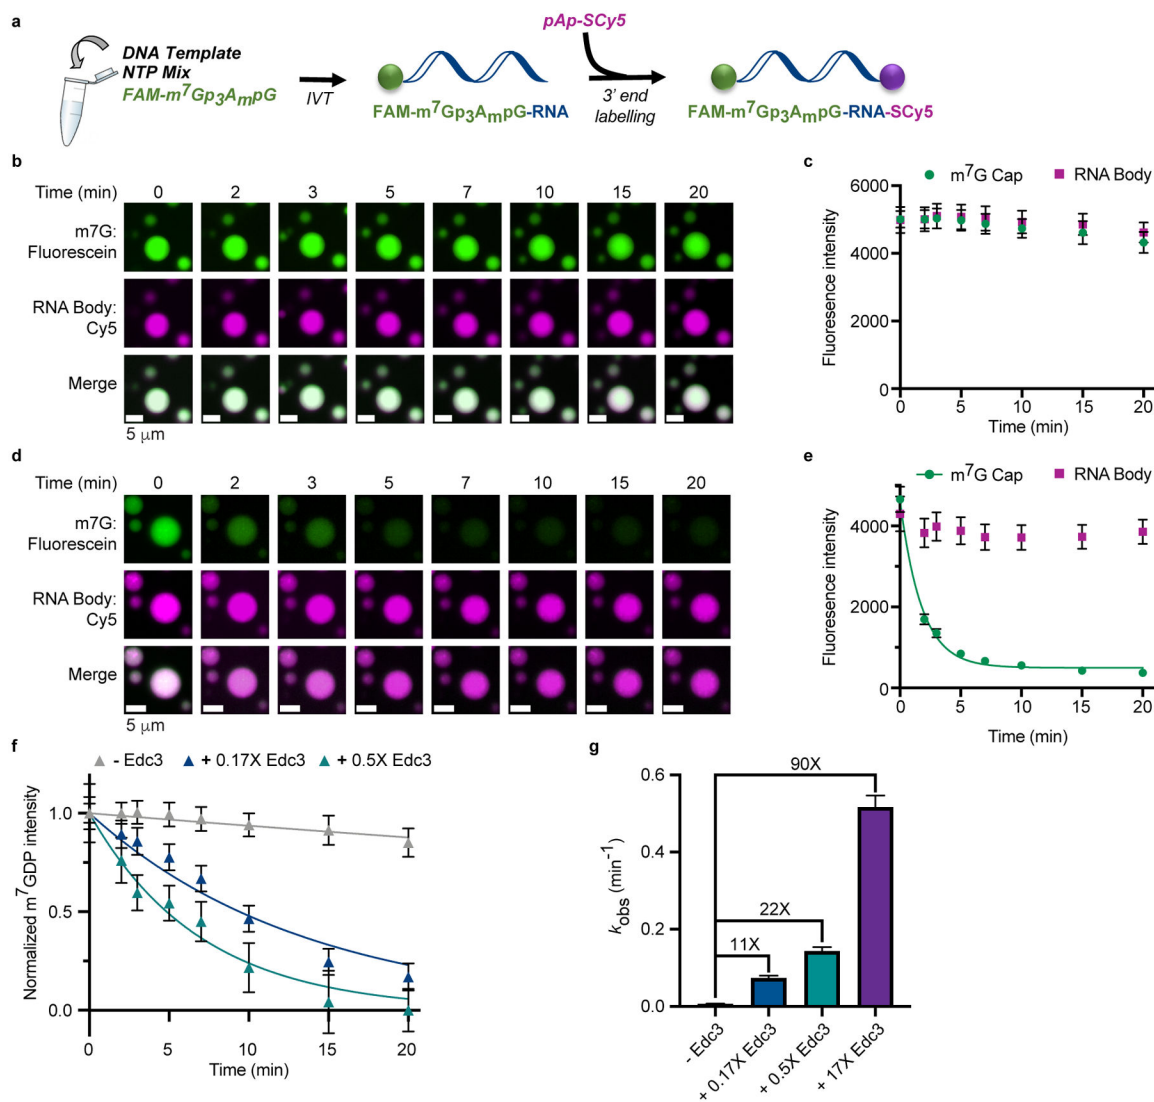 a
pAp-SCy5
DNA Template
NTP Mix
FAM-m⁷Gp₃AₘpG
IVT
3' end
labelling
FAM-m⁷Gp₃AₘpG-RNA
FAM-m⁷Gp₃AₘpG-RNA-SCy5
b
Time (min) 0 2 3 5 7 10 15 20
m7G:
Fluorescein
RNA Body:
Cy5
Merge
5 μm
c
m⁷G Cap RNA Body
Fluoresence intensity
6000
4000
2000
0
0 5 10 15 20
Time (min)
d
Time (min) 0 2 3 5 7 10 15 20
m7G:
Fluorescein
RNA Body:
Cy5
Merge
5 μm
e
m⁷G Cap RNA Body
Fluoresence intensity
4000
2000
0
0 5 10 15 20
Time (min)
f
- Edc3 + 0.17X Edc3 + 0.5X Edc3
Normalized m⁷GDP intensity
1.0
0.5
0.0
0 5 10 15 20
Time (min)
g
90X
22X
11X
k_obs (min⁻¹)
0.6
0.4
0.2
0.0
- Edc3
+ 0.17X Edc3
+ 0.5X Edc3
+ 17X Edc3